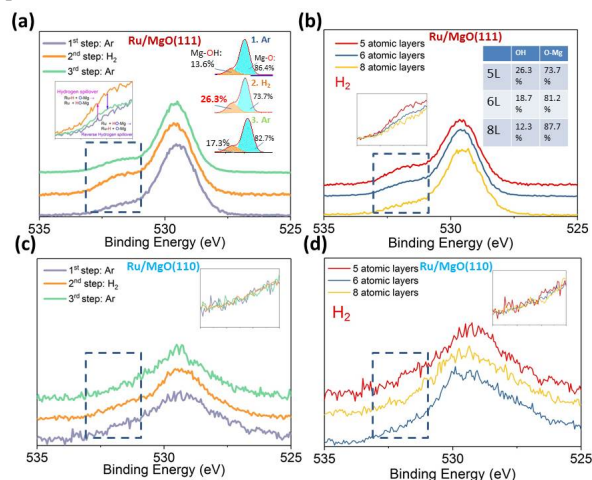 (a)
Ru/MgO(111)
1st step: Ar
2nd step: H2
3rd step: Ar
Mg-OH:
13.6%
1. Ar
Mg-O:
86.4%
2. H2
26.3%
73.7%
3. Ar
17.3%
82.7%
Hydrogen spillover
Reverse Hydrogen spillover
535
530
525
Binding Energy (eV)
(b)
Ru/MgO(111)
5 atomic layers
6 atomic layers
8 atomic layers
H2
OH O-Mg
5L 26.3 % 73.7 %
6L 18.7 % 81.2 %
8L 12.3 % 87.7 %
535
530
525
Binding Energy (eV)
(c)
Ru/MgO(110)
1st step: Ar
2nd step: H2
3rd step: Ar
535
530
525
Binding Energy (eV)
(d)
Ru/MgO(110)
5 atomic layers
6 atomic layers
8 atomic layers
H2
535
530
525
Binding Energy (eV)